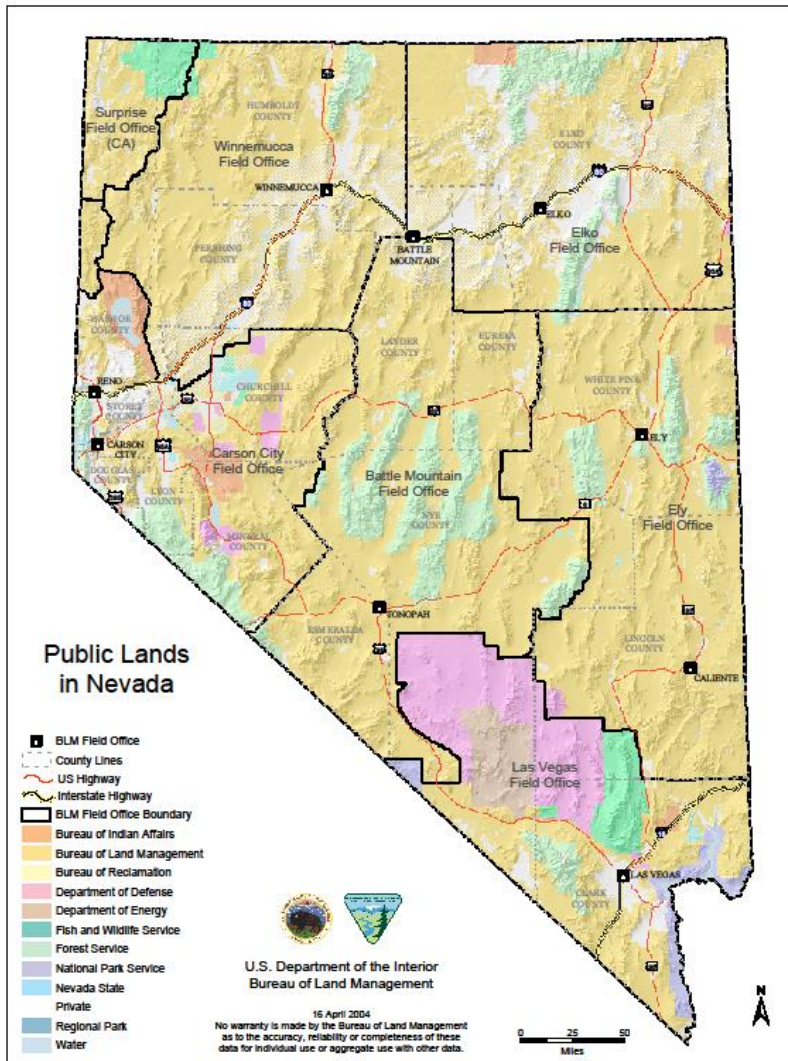 Surprise
Field Office
(CA)
HUMBOLDT
COUNTY
Winnemucca
Field Office
WINNEMUCCA
ELKO
COUNTY
80
ELKO
Elko
Field Office
BATTLE
MOUNTAIN
PERSHING
COUNTY
80
WASHOE
COUNTY
LANDER
COUNTY
EUREKA
COUNTY
WHITE PINE
COUNTY
RENO
STOREY
COUNTY
CHURCHILL
COUNTY
CARSON
CITY
DOUGLAS
COUNTY
LYON
COUNTY
Carson City
Field Office
Battle Mountain
Field Office
NYE
COUNTY
ELY
6
Ely
Field Office
MINERAL
COUNTY
TONOPAH
ESMERALDA
COUNTY
LINCOLN
COUNTY
CALIENTE
Las Vegas
Field Office
15
LAS VEGAS
CLARK
COUNTY
Public Lands
in Nevada
BLM Field Office
County Lines
US Highway
Interstate Highway
BLM Field Office Boundary
Bureau of Indian Affairs
Bureau of Land Management
Bureau of Reclamation
Department of Defense
Department of Energy
Fish and Wildlife Service
Forest Service
National Park Service
Nevada State
Private
Regional Park
Water
U.S. Department of the Interior
Bureau of Land Management
16 April 2004
No warranty is made by the Bureau of Land Management
as to the accuracy, reliability or completeness of these
data for individual use or aggregate use with other data.
N
0 25 50
Miles